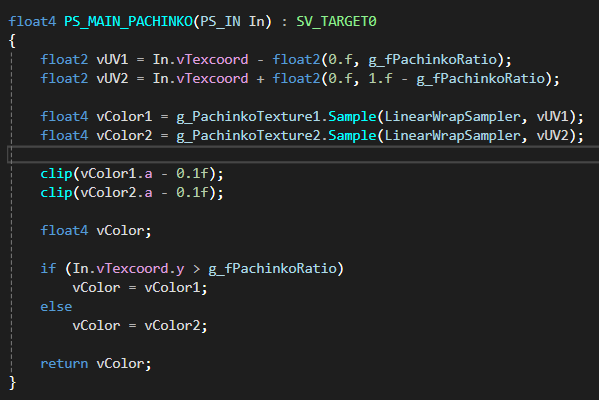 float4 PS_MAIN_PACHINKO(PS_IN In) : SV_TARGET0
{
    float2 vUV1 = In.vTexcoord - float2(0.f, g_fPachinkoRatio);
    float2 vUV2 = In.vTexcoord + float2(0.f, 1.f - g_fPachinkoRatio);

    float4 vColor1 = g_PachinkoTexture1.Sample(LinearWrapSampler, vUV1);
    float4 vColor2 = g_PachinkoTexture2.Sample(LinearWrapSampler, vUV2);

    clip(vColor1.a - 0.1f);
    clip(vColor2.a - 0.1f);

    float4 vColor;

    if (In.vTexcoord.y > g_fPachinkoRatio)
        vColor = vColor1;
    else
        vColor = vColor2;

    return vColor;
}